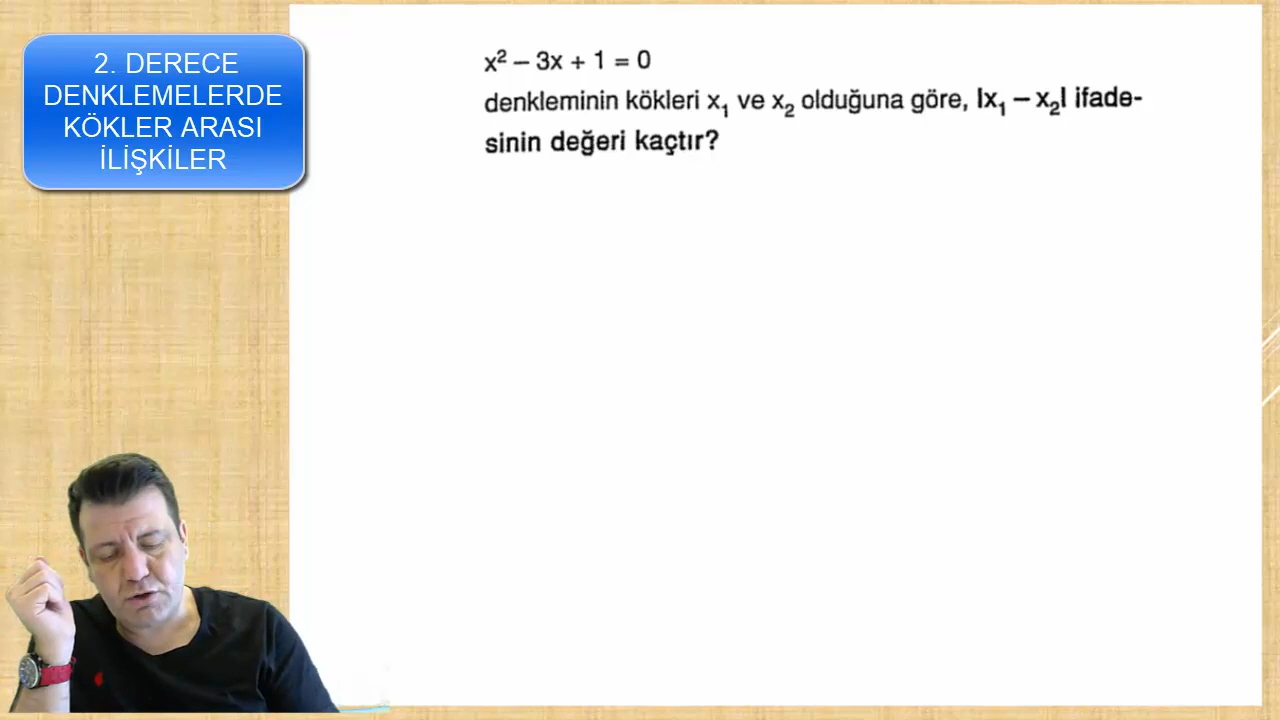 2. DERECE
DENKLEMELERDE
KÖKLER ARASI
İLİŞKİLER
x² – 3x + 1 = 0
denkleminin kökleri x₁ ve x₂ olduğuna göre, |x₁ – x₂| ifade-
sinin değeri kaçtır?